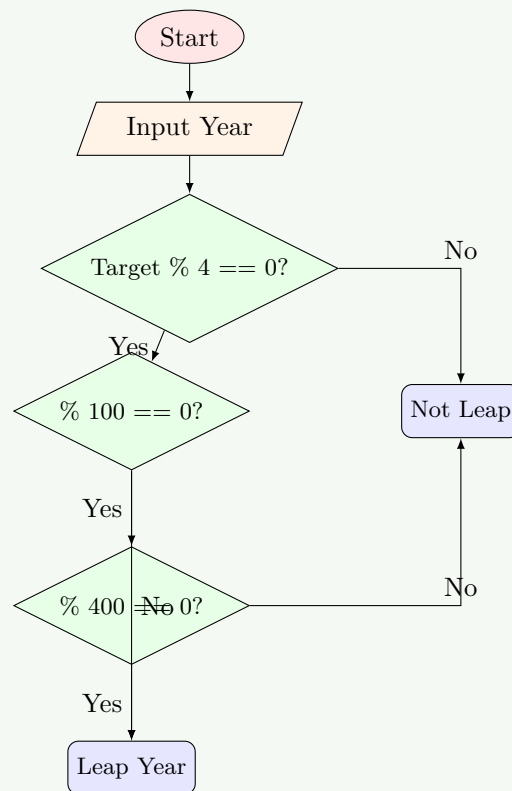 Start
Input Year
Target % 4 == 0?
No
Yes
% 100 == 0?
Not Leap
Yes
% 400 == 0?
No
No
Yes
Leap Year